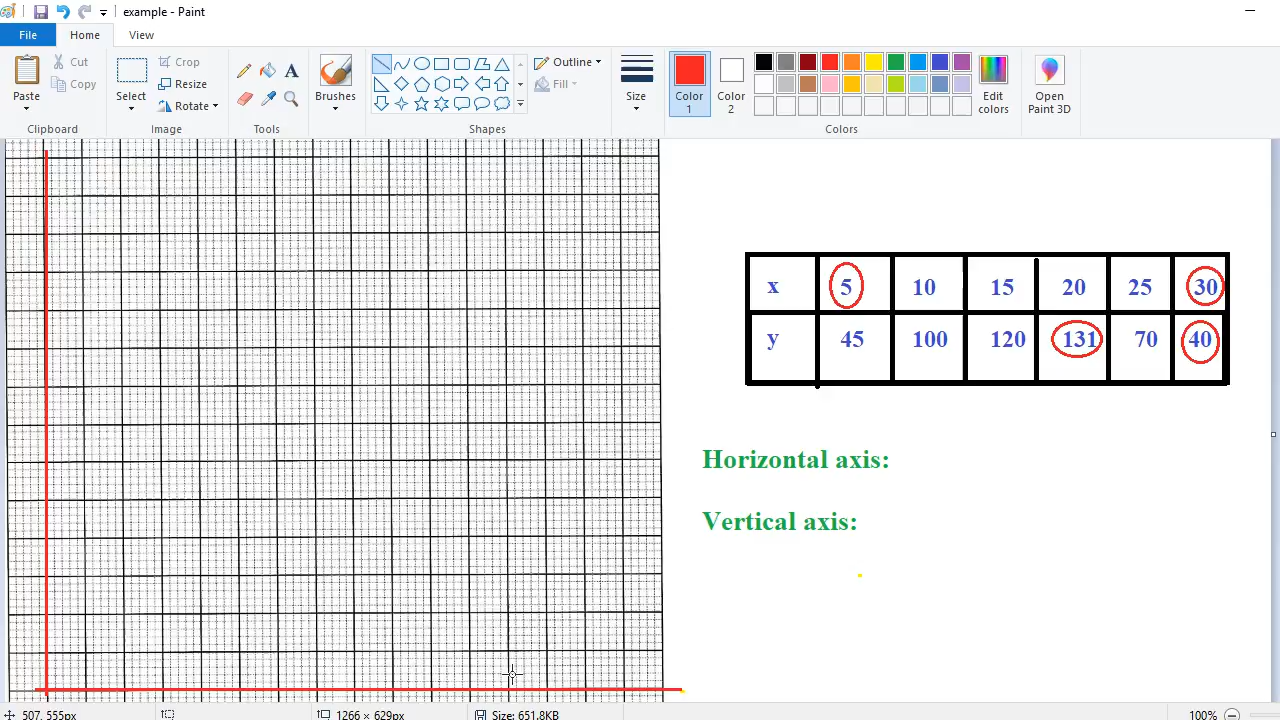 example - Paint
File Home View
Cut
Copy
Paste
Clipboard
Crop
Resize
Rotate
Select
Image
A
Tools
Brushes
Outline
Fill
Shapes
Size
Color 1
Color 2
Edit colors
Colors
Open Paint 3D
x 5 10 15 20 25 30
y 45 100 120 131 70 40
Horizontal axis:
Vertical axis:
507, 555px 1266 × 629px Size: 651.8KB 100%